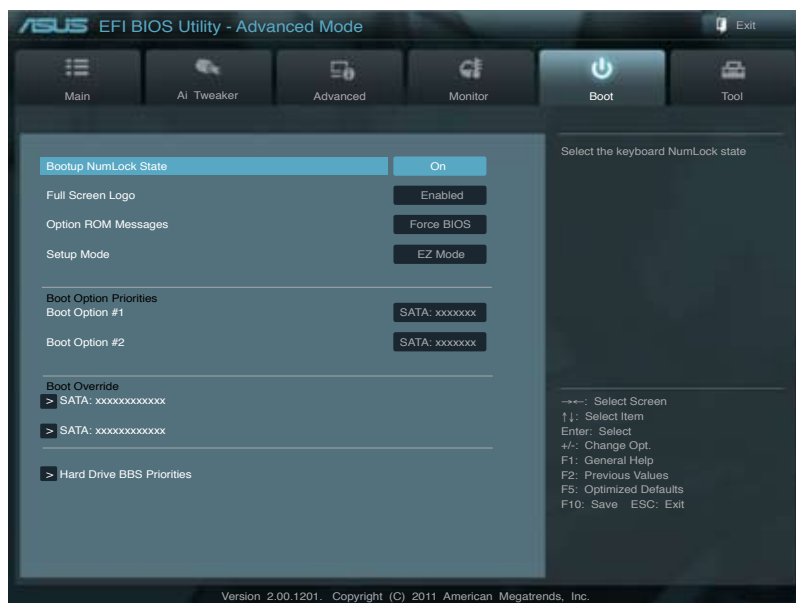 ASUS EFI BIOS Utility - Advanced Mode
Exit
Main
Ai Tweaker
Advanced
Monitor
Boot
Tool
Bootup NumLock State On
Full Screen Logo Enabled
Option ROM Messages Force BIOS
Setup Mode EZ Mode
Boot Option Priorities
Boot Option #1 SATA: xxxxxxx
Boot Option #2 SATA: xxxxxxx
Boot Override
> SATA: xxxxxxxxxxxx
> SATA: xxxxxxxxxxxx
> Hard Drive BBS Priorities
Select the keyboard NumLock state
→←: Select Screen
↑↓: Select Item
Enter: Select
+/-: Change Opt.
F1: General Help
F2: Previous Values
F5: Optimized Defaults
F10: Save ESC: Exit
Version 2.00.1201. Copyright (C) 2011 American Megatrends, Inc.